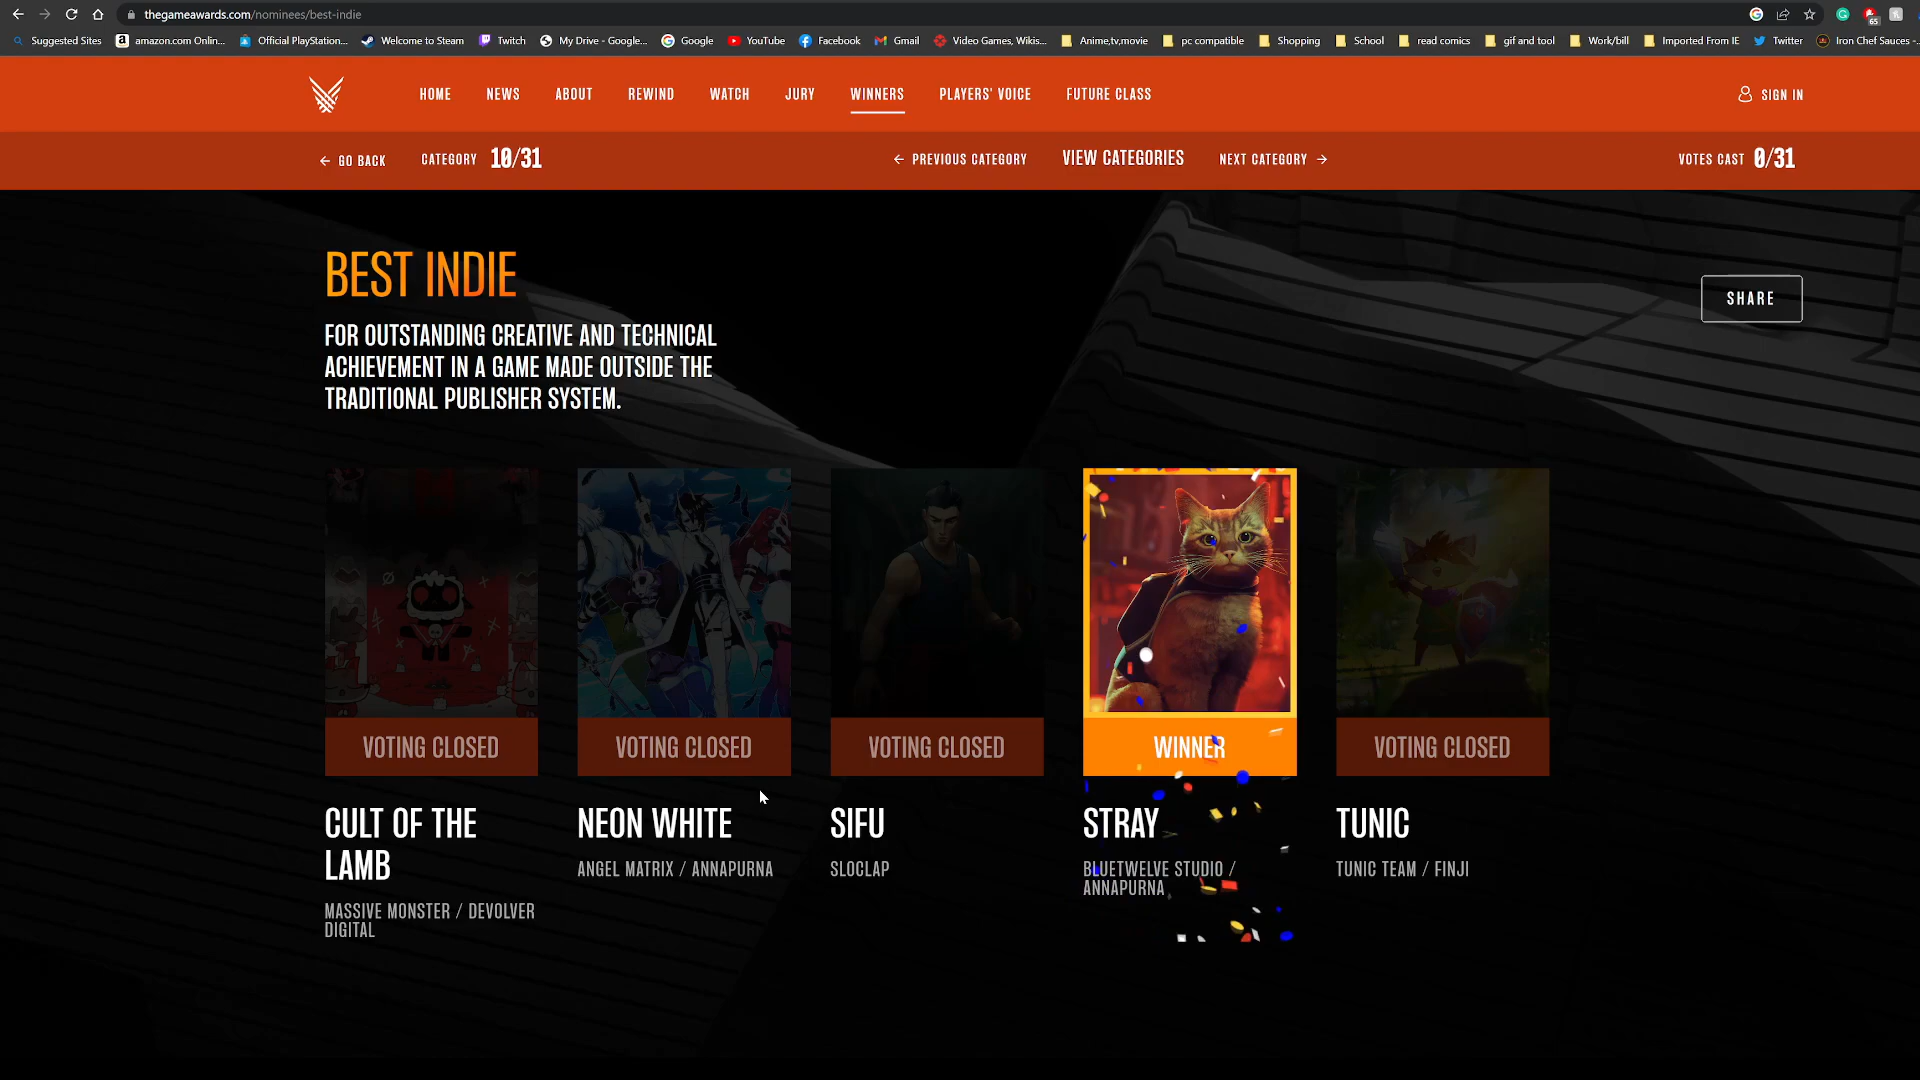 thegameawards.com/nominees/best-indie
65
Suggested Sites
amazon.com Onlin...
Official PlayStation...
Welcome to Steam
Twitch
My Drive - Google...
Google
YouTube
Facebook
Gmail
Video Games, Wikis...
Anime,tv,movie
pc compatible
Shopping
School
read comics
gif and tool
Work/bill
Imported From IE
Twitter
Iron Chef Sauces -...
HOME
NEWS
ABOUT
REWIND
WATCH
JURY
WINNERS
PLAYERS' VOICE
FUTURE CLASS
SIGN IN
GO BACK
CATEGORY 10/31
PREVIOUS CATEGORY
VIEW CATEGORIES
NEXT CATEGORY
VOTES CAST 0/31
BEST INDIE
FOR OUTSTANDING CREATIVE AND TECHNICAL
ACHIEVEMENT IN A GAME MADE OUTSIDE THE
TRADITIONAL PUBLISHER SYSTEM.
SHARE
VOTING CLOSED
CULT OF THE
LAMB
MASSIVE MONSTER / DEVOLVER
DIGITAL
VOTING CLOSED
NEON WHITE
ANGEL MATRIX / ANNAPURNA
VOTING CLOSED
SIFU
SLOCLAP
WINNER
STRAY
BLUETWELVE STUDIO /
ANNAPURNA
VOTING CLOSED
TUNIC
TUNIC TEAM / FINJI